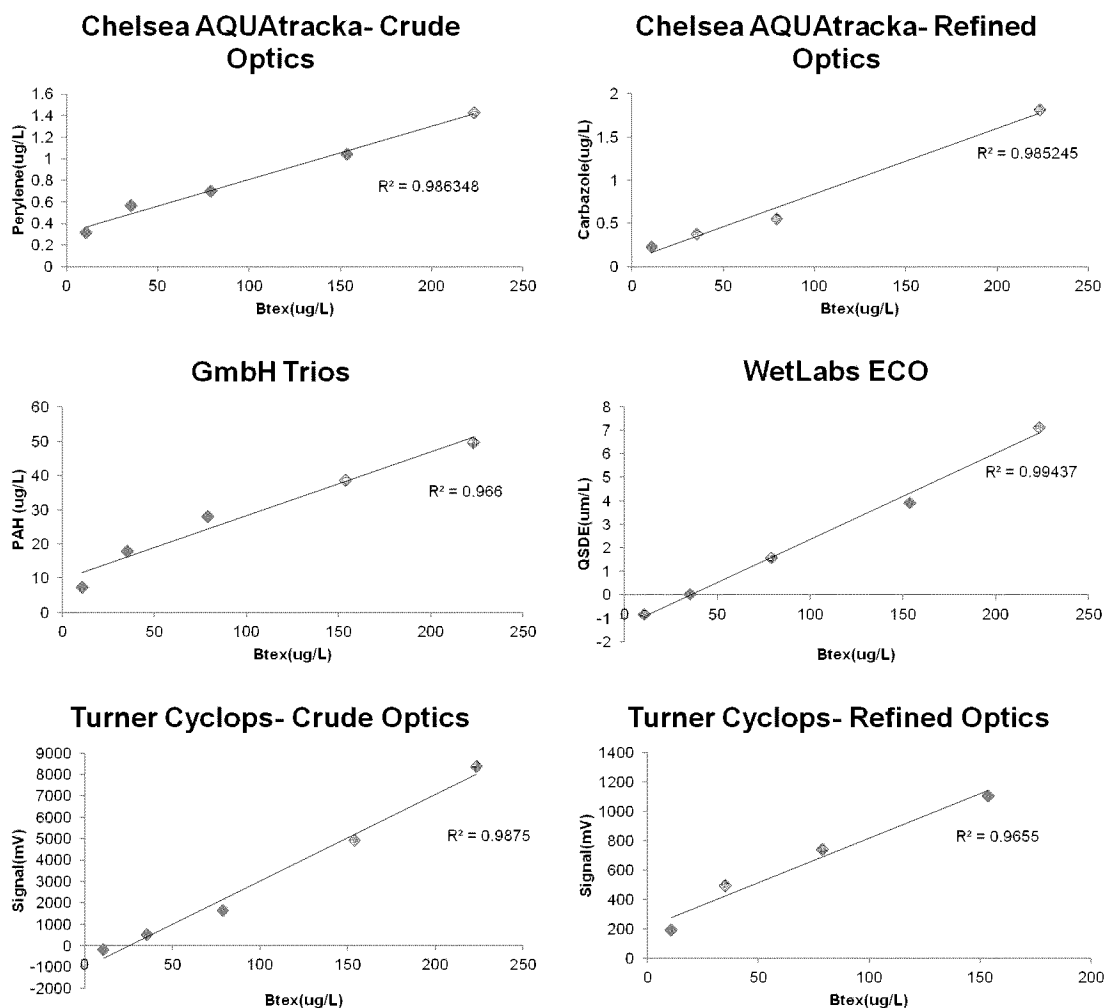 Chelsea AQUAtracka- Crude
Optics
1.6
1.4
1.2
1
0.8
0.6
0.4
0.2
0
Perylene(ug/L)
R² = 0.986348
0 50 100 150 200 250
Btex(ug/L)
Chelsea AQUAtracka- Refined
Optics
2
1.5
1
0.5
0
Carbazole(ug/L)
R² = 0.985245
0 50 100 150 200 250
Btex(ug/L)
GmbH Trios
60
50
40
30
20
10
0
PAH (ug/L)
R² = 0.966
0 50 100 150 200 250
Btex(ug/L)
WetLabs ECO
8
7
6
5
4
3
2
1
0
-1
-2
QSDE(um/L)
R² = 0.99437
0 50 100 150 200 250
Btex(ug/L)
Turner Cyclops- Crude Optics
9000
8000
7000
6000
5000
4000
3000
2000
1000
0
-1000
-2000
Signal(mV)
R² = 0.9875
0 50 100 150 200 250
Btex(ug/L)
Turner Cyclops- Refined Optics
1400
1200
1000
800
600
400
200
0
Signal(mV)
R² = 0.9655
0 50 100 150 200
Btex(ug/L)